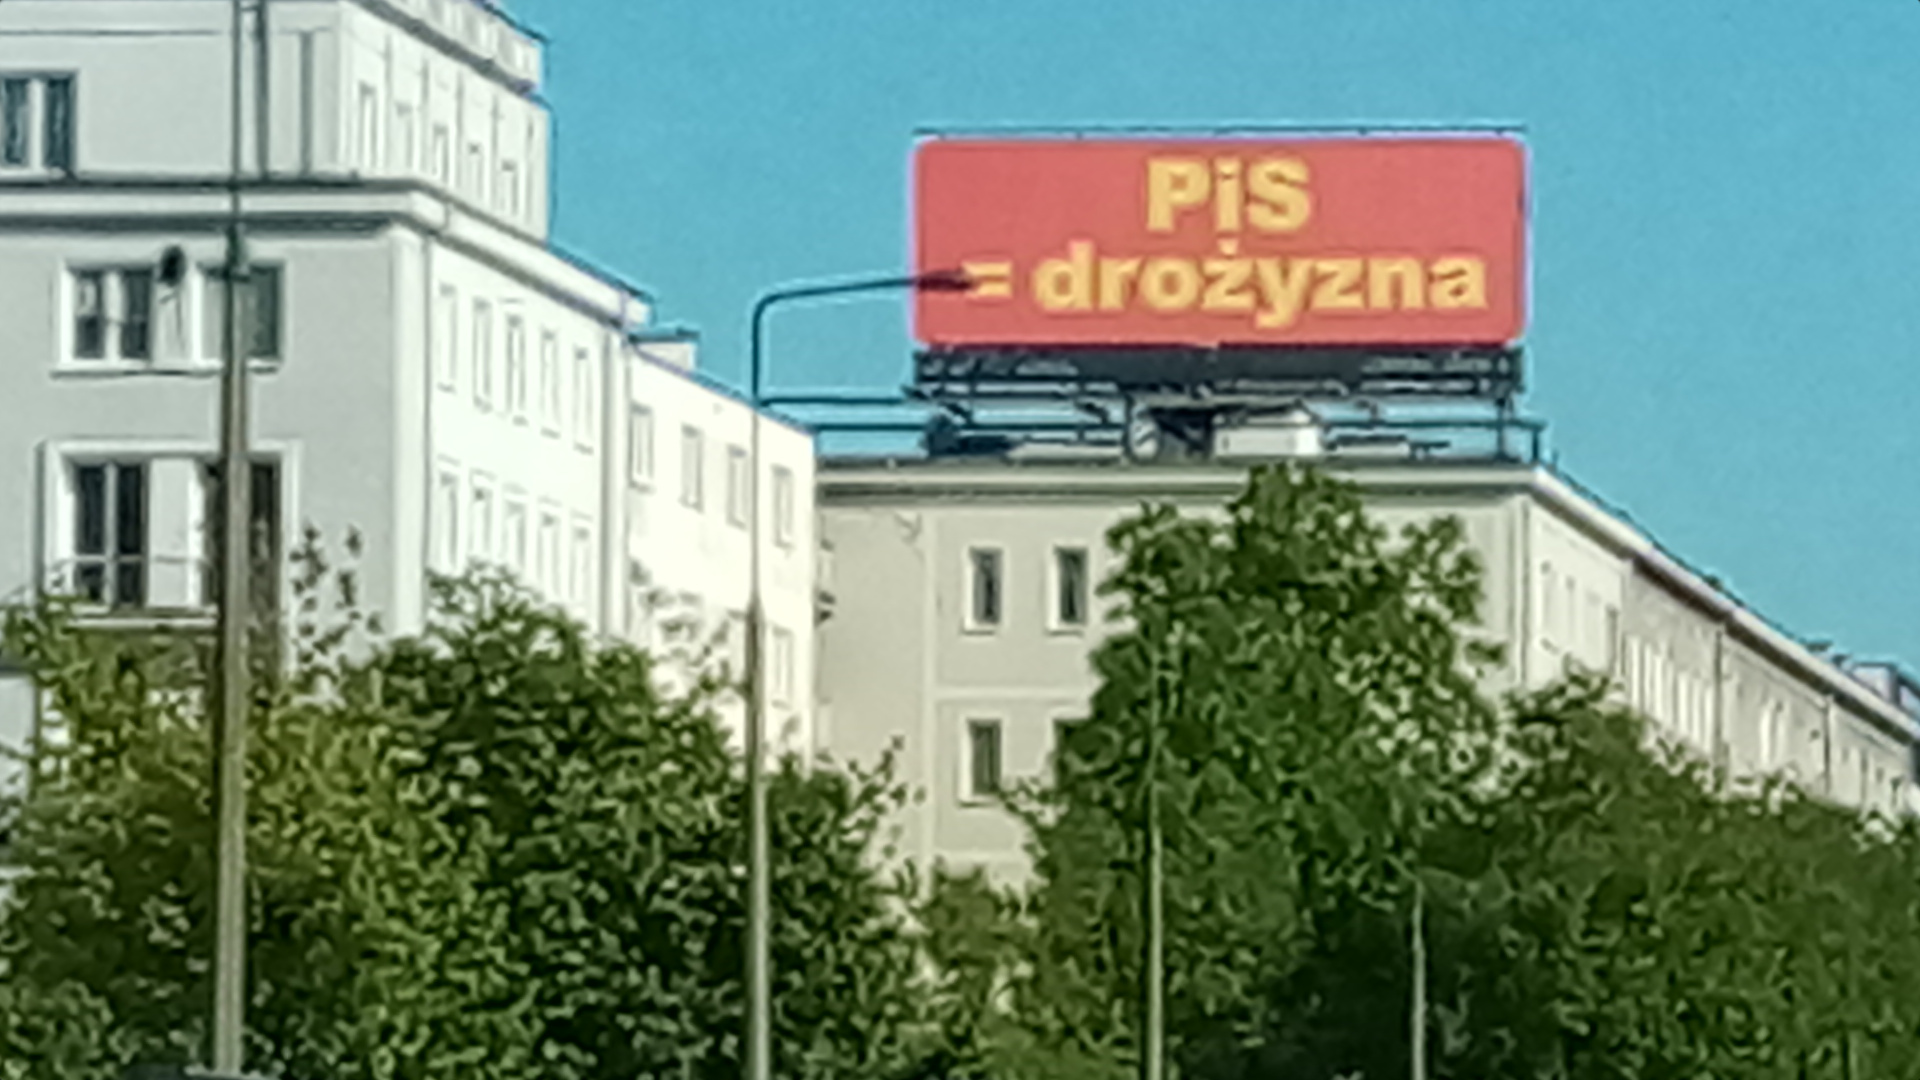 PiS
= drożyzna